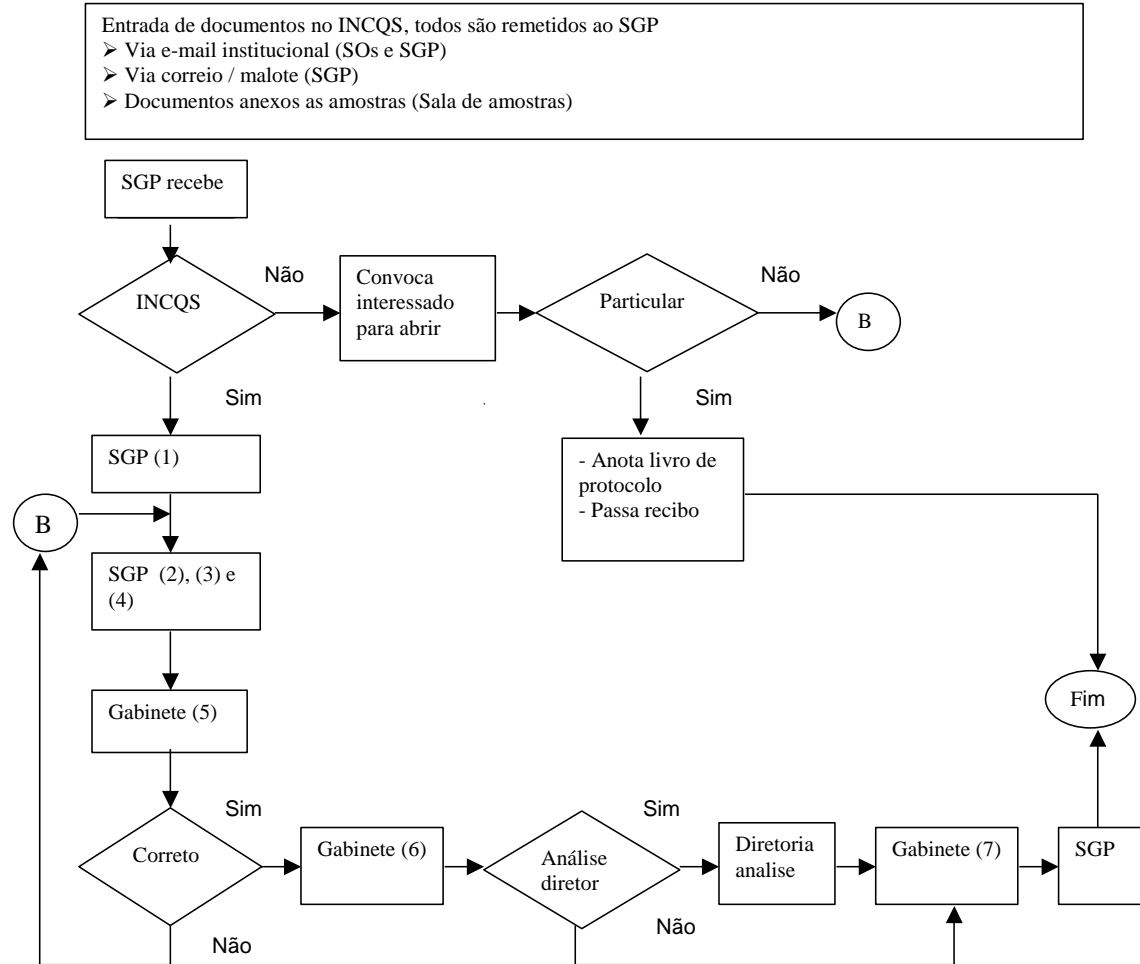 Entrada de documentos no INCQS, todos são remetidos ao SGP
➢ Via e-mail institucional (SOs e SGP)
➢ Via correio / malote (SGP)
➢ Documentos anexos as amostras (Sala de amostras)
SGP recebe
INCQS
Não
Convoca
interessado
para abrir
Particular
Não
B
Sim
Sim
SGP (1)
- Anota livro de
protocolo
- Passa recibo
B
SGP (2), (3) e
(4)
Gabinete (5)
Fim
Correto
Sim
Gabinete (6)
Análise
diretor
Sim
Diretoria
analise
Gabinete (7)
SGP
Não
Não